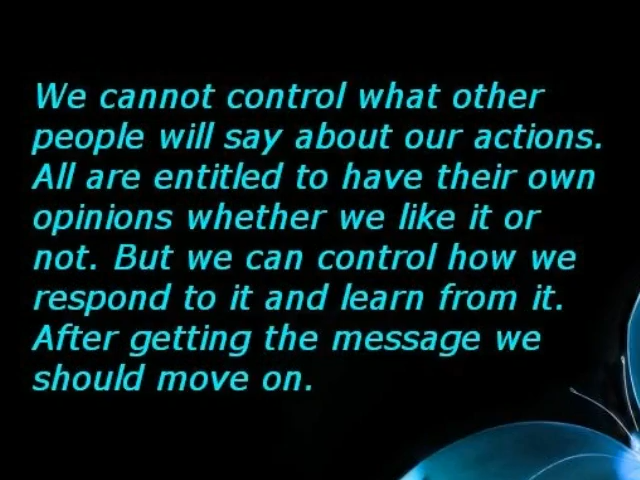 We cannot control what other
people will say about our actions.
All are entitled to have their own
opinions whether we like it or
not. But we can control how we
respond to it and learn from it.
After getting the message we
should move on.